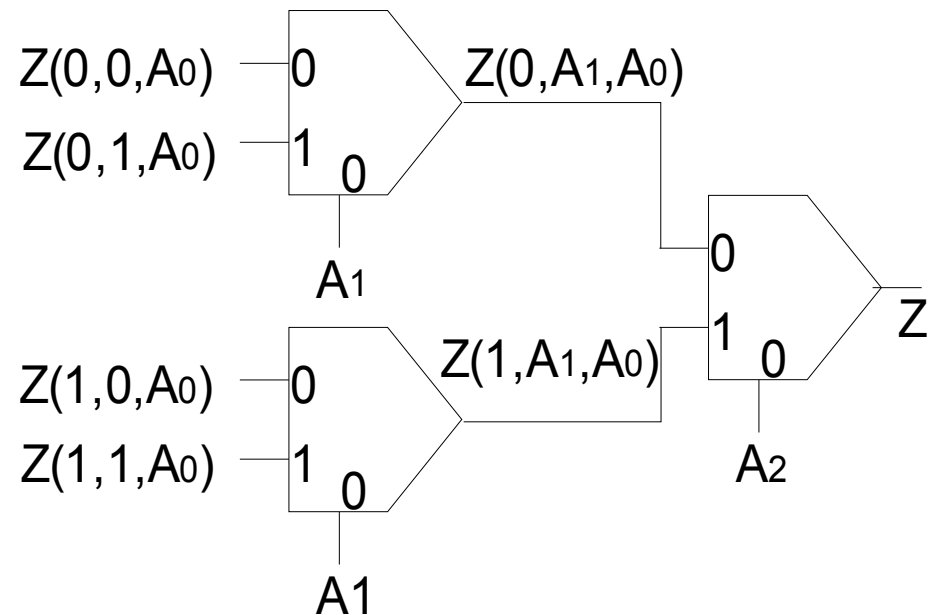 Z(0,0,A0)
0
Z(0,A1,A0)
Z(0,1,A0)
1
0
A1
0
Z
1
0
A2
Z(1,A1,A0)
Z(1,0,A0)
0
Z(1,1,A0)
1
0
A1